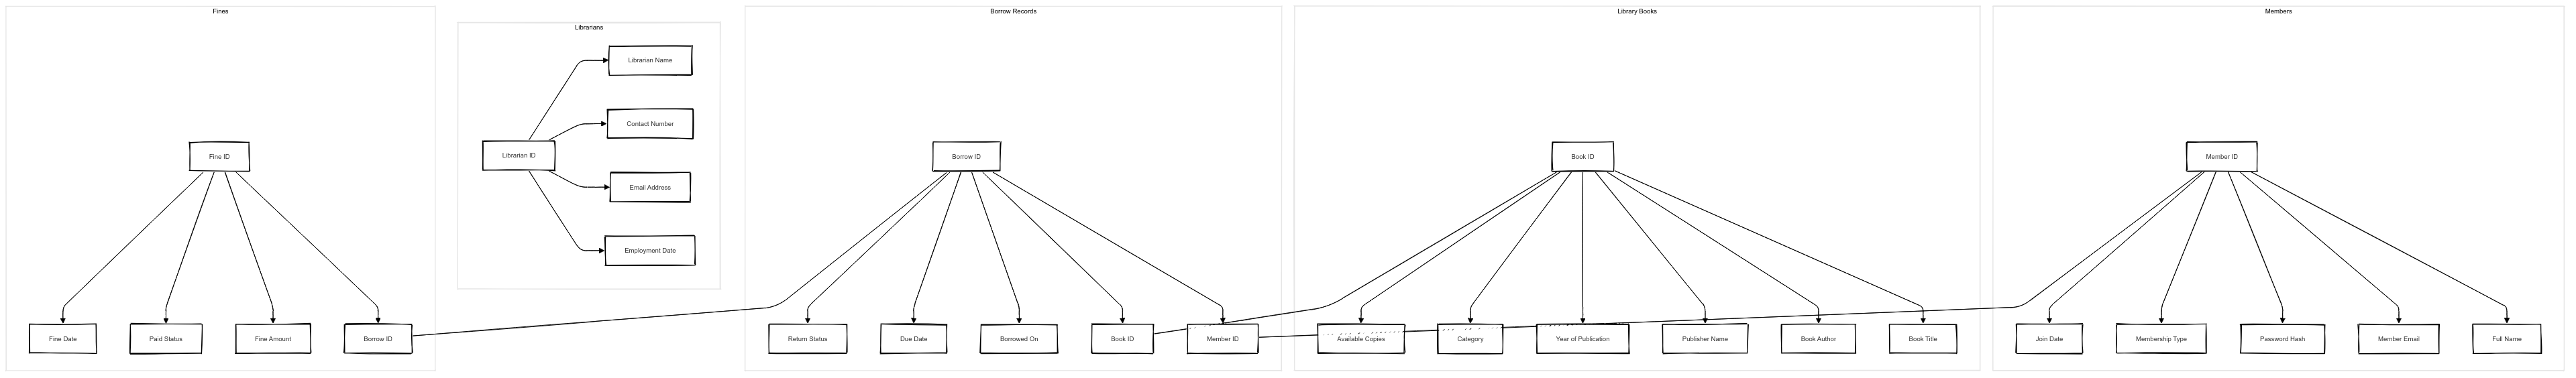 Fines
Fine ID
Fine Date
Paid Status
Fine Amount
Borrow ID
Librarians
Librarian ID
Librarian Name
Contact Number
Email Address
Employment Date
Borrow Records
Borrow ID
Return Status
Due Date
Borrowed On
Book ID
Member ID
Library Books
Book ID
Available Copies
Category
Year of Publication
Publisher Name
Book Author
Book Title
Members
Member ID
Join Date
Membership Type
Password Hash
Member Email
Full Name